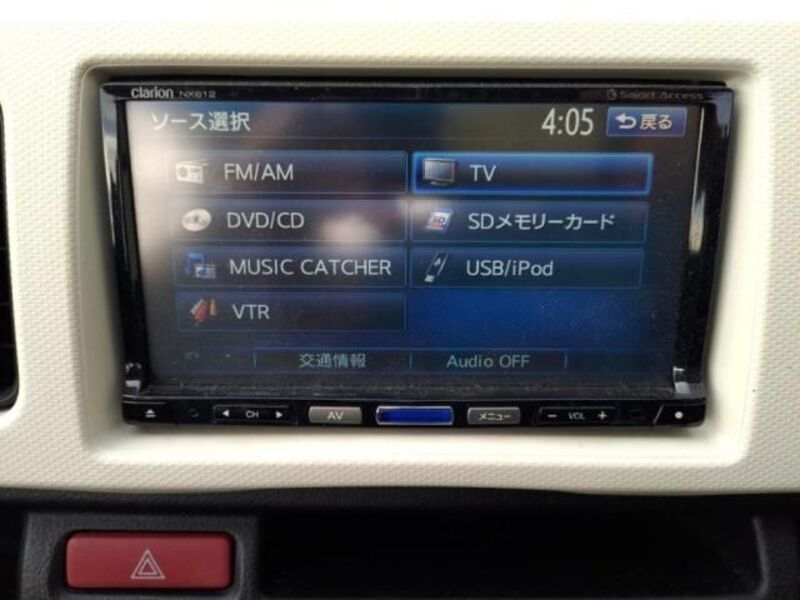 clarion NX612 Smart Access
ソース選択 4:05 戻る
FM/AM TV
DVD/CD SDメモリーカード
MUSIC CATCHER USB/iPod
VTR
交通情報 Audio OFF
CH AV メニュー − VOL +